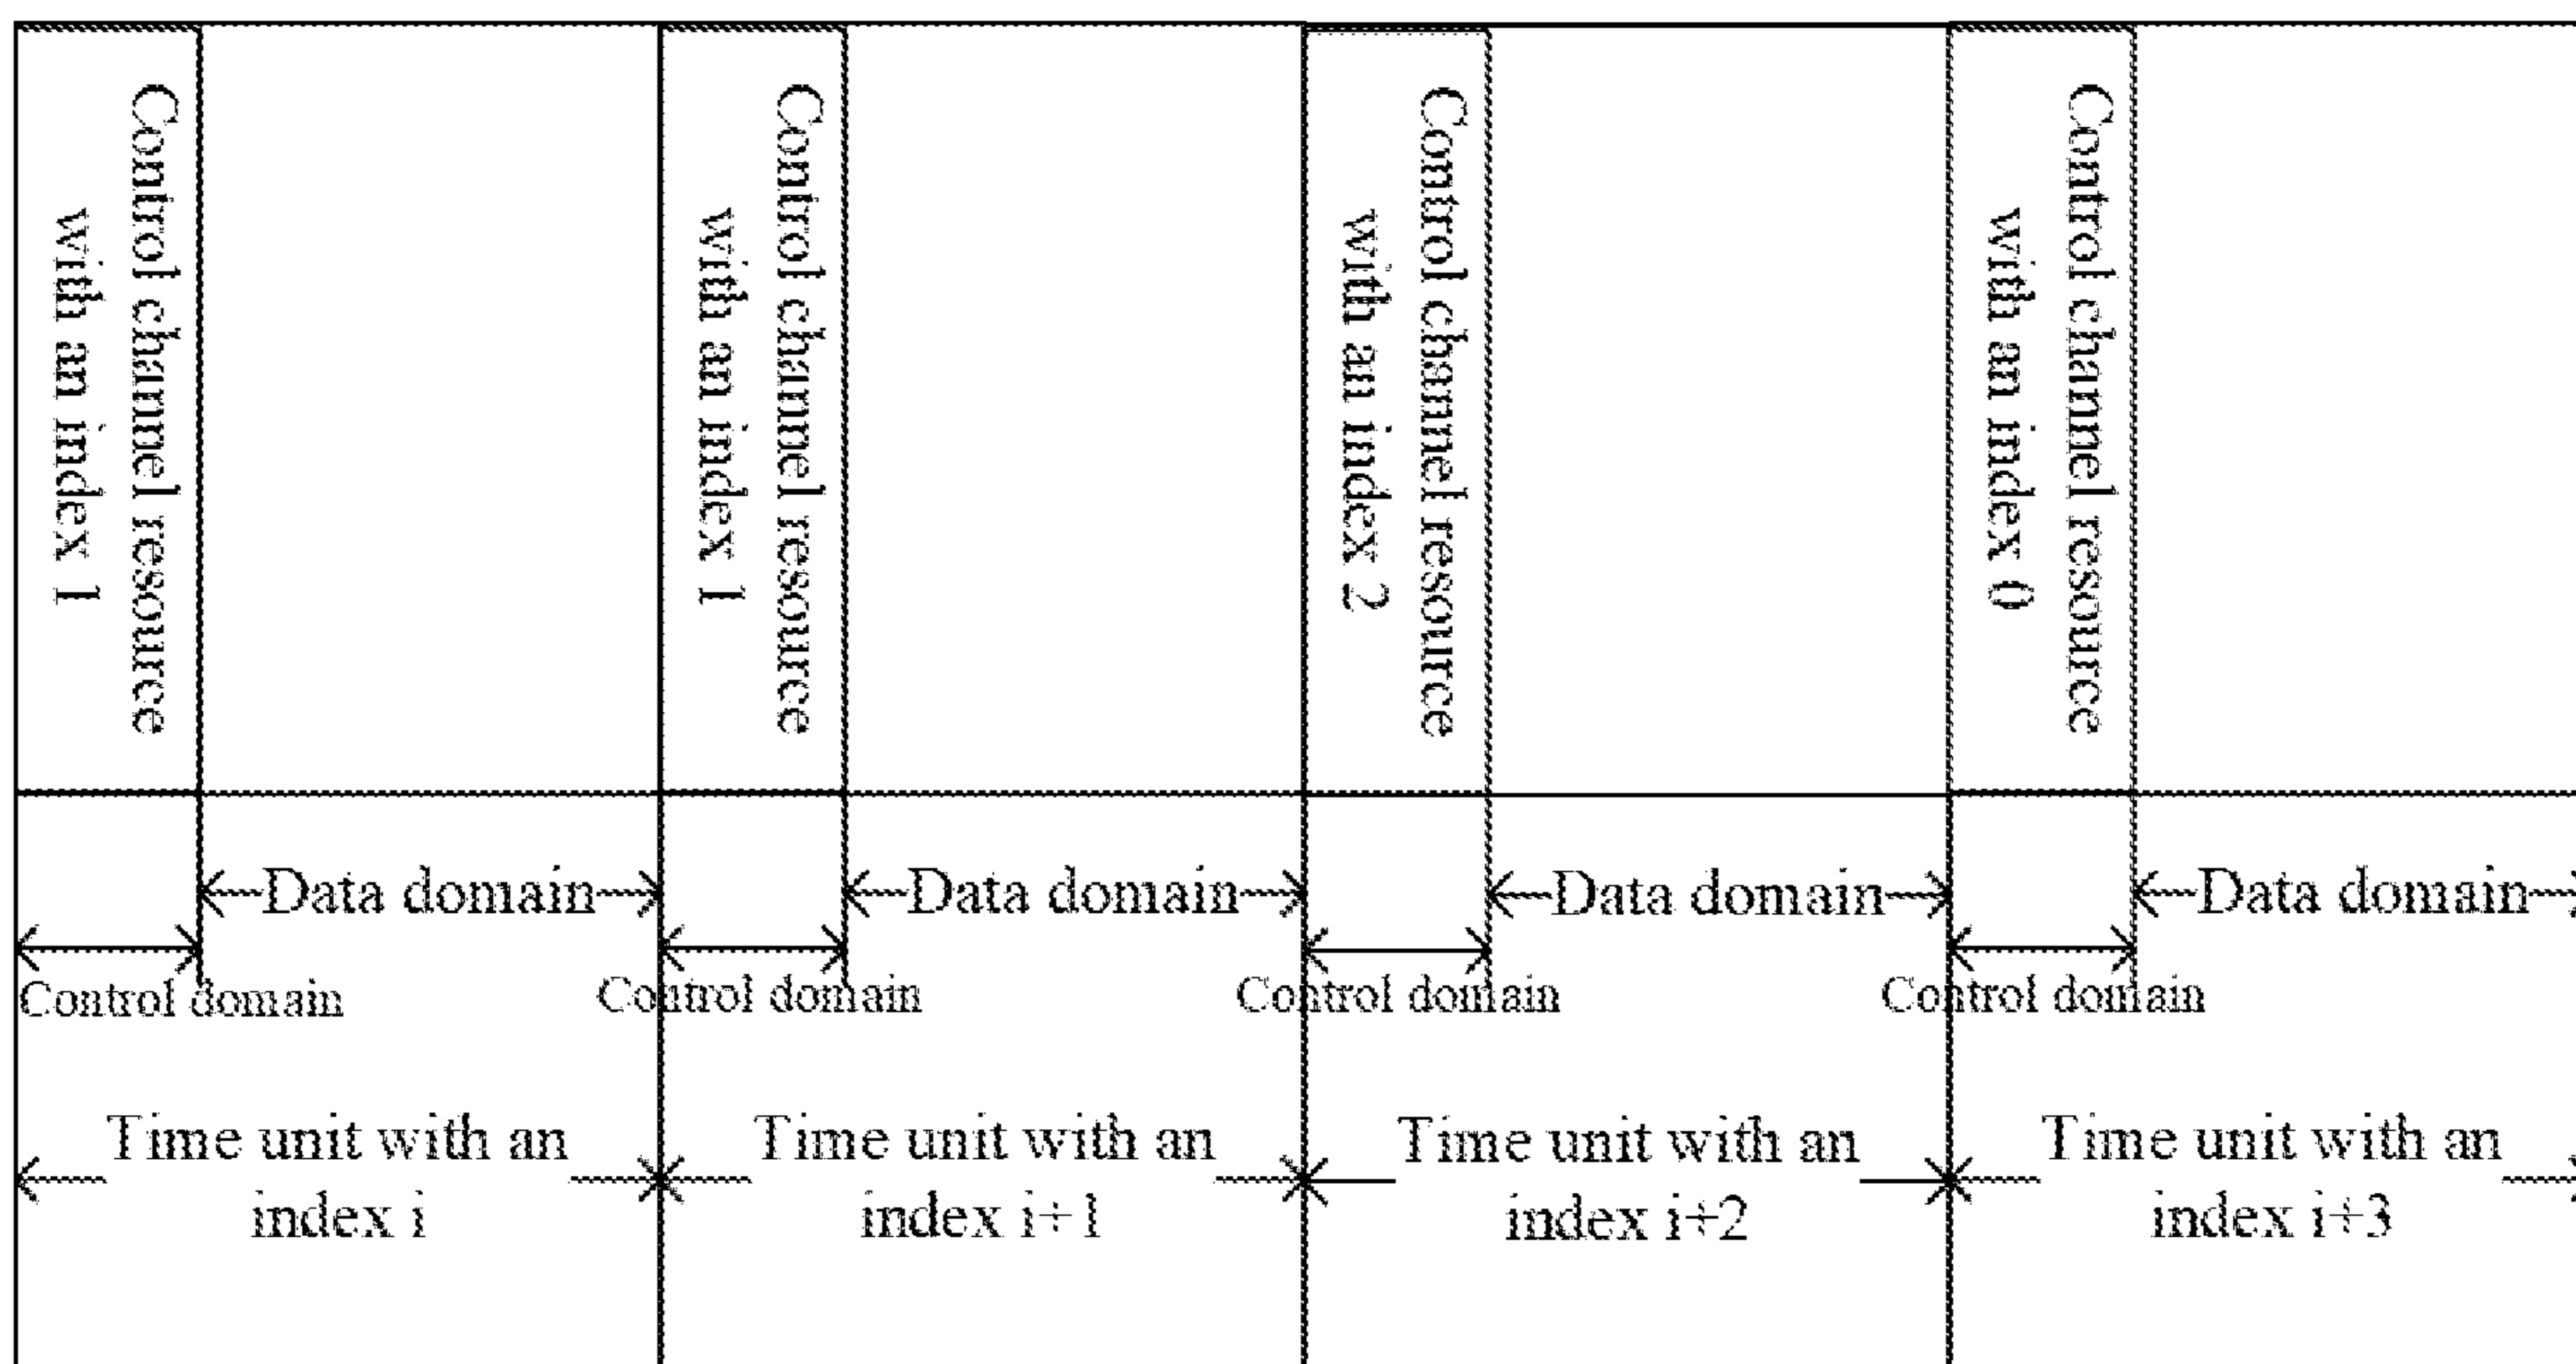 Control channel resource
with an index 1
Control channel resource
with an index 1
Control channel resource
with an index 2
Control channel resource
with an index 0
Data domain
Data domain
Data domain
Data domain
Control domain
Control domain
Control domain
Control domain
Time unit with an
index i
Time unit with an
index i+1
Time unit with an
index i+2
Time unit with an
index i+3